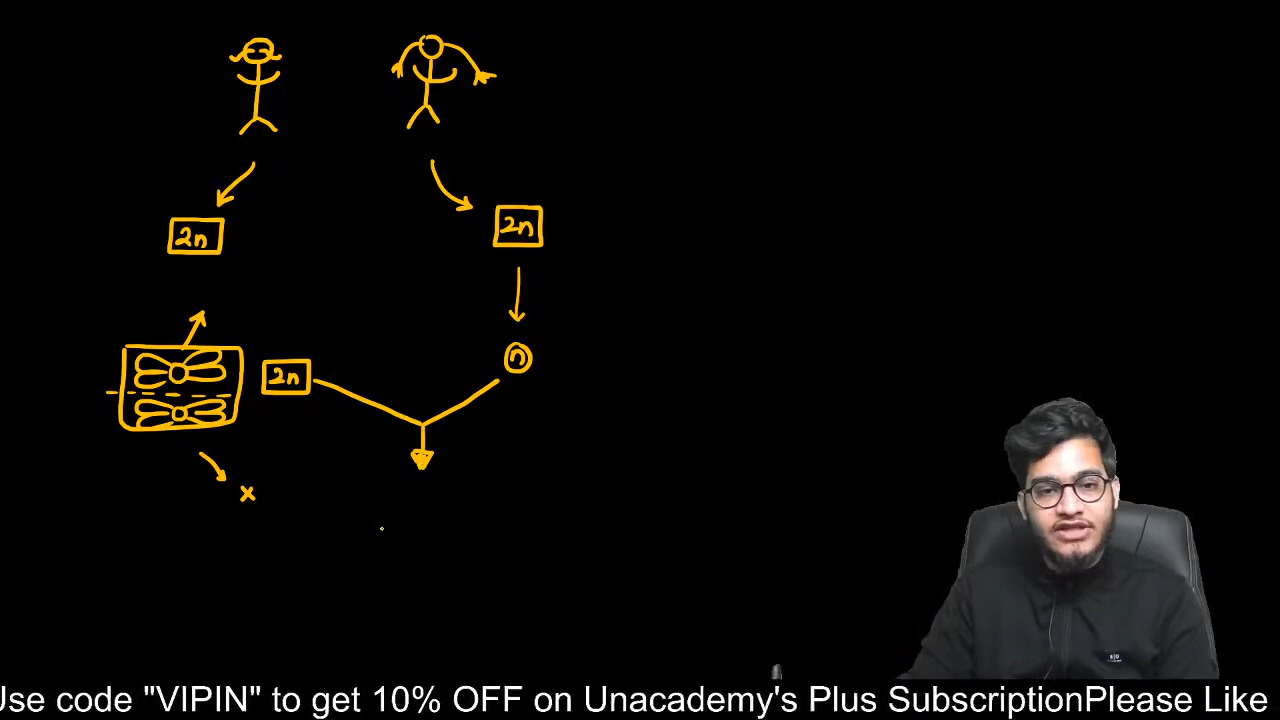 2n
2n
2n
n
x
Use code "VIPIN" to get 10% OFF on Unacademy's Plus SubscriptionPlease Like